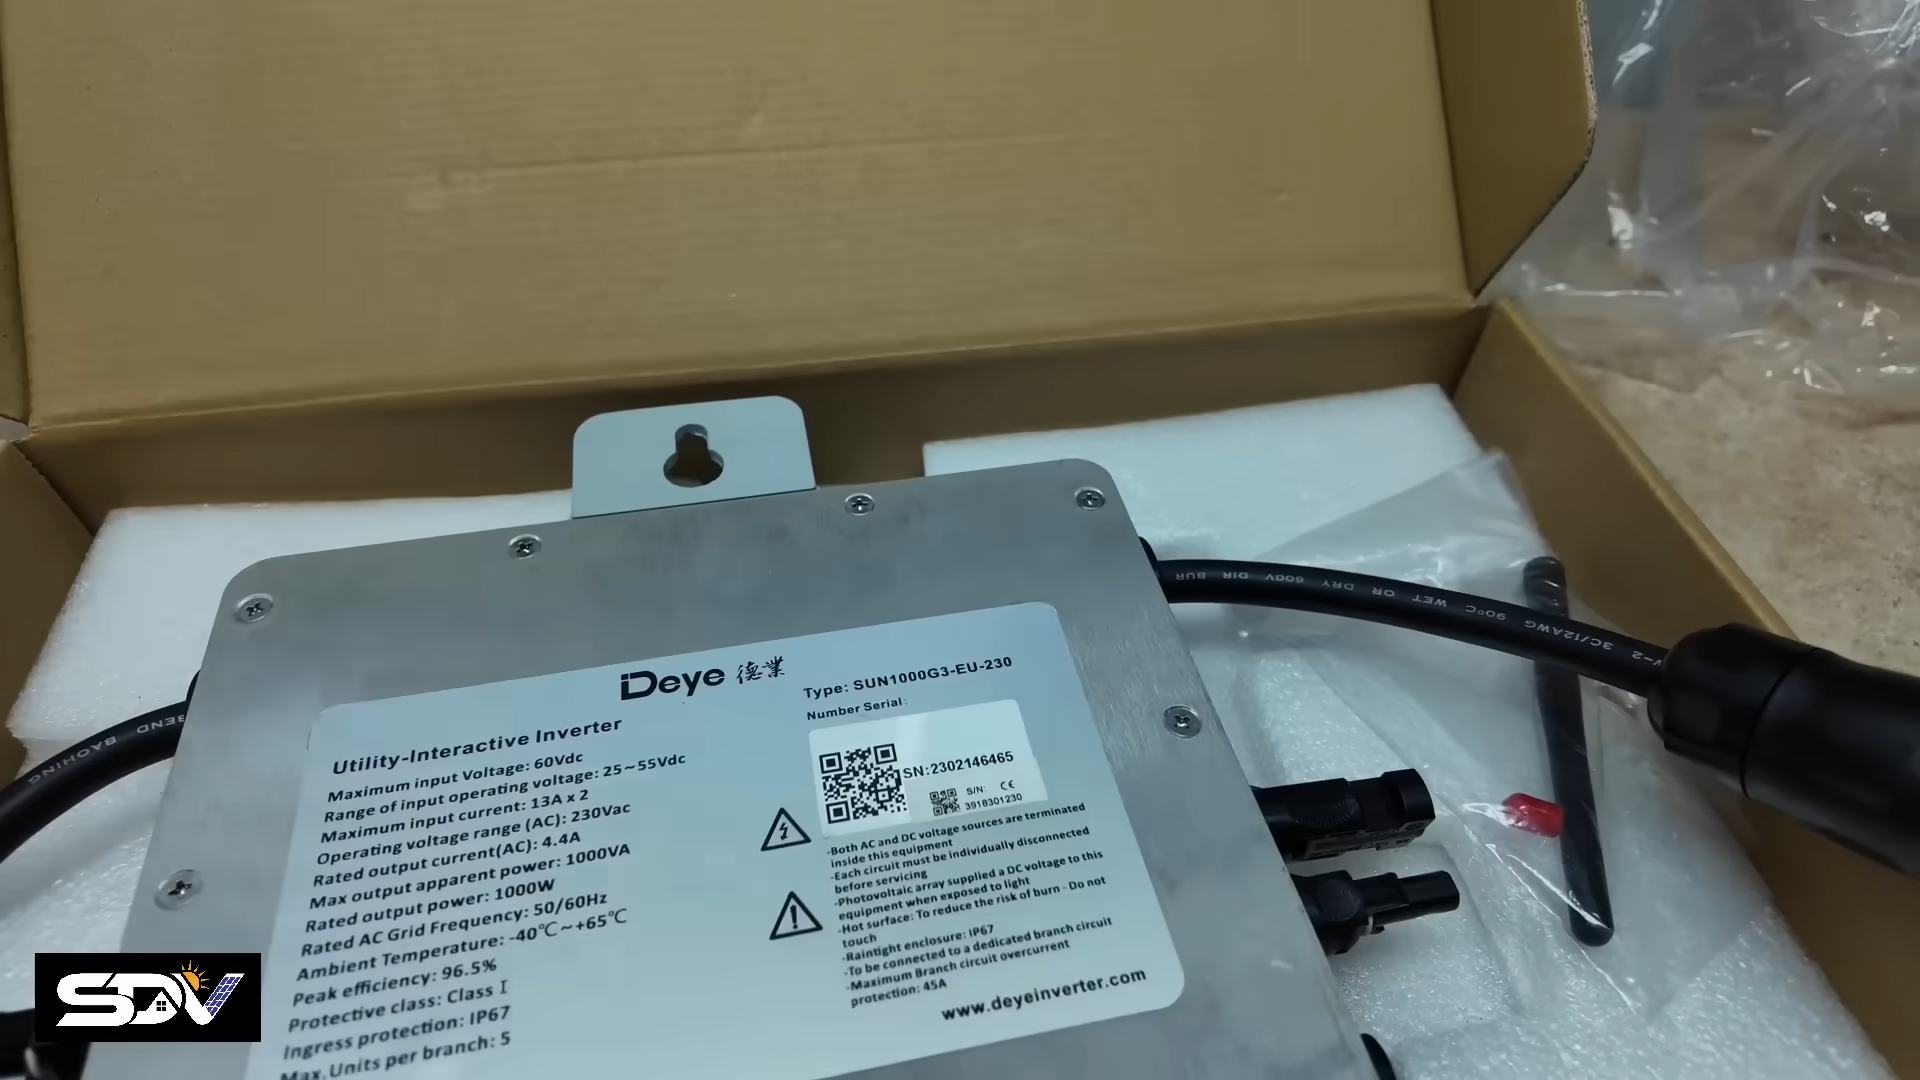 Deye 德業
Utility-Interactive Inverter
Maximum input Voltage: 60Vdc
Range of input operating voltage: 25~55Vdc
Maximum input current: 13A x 2
Operating voltage range (AC): 230Vac
Rated output current(AC): 4.4A
Max output apparent power: 1000VA
Rated output power: 1000W
Rated AC Grid Frequency: 50/60Hz
Ambient Temperature: -40℃~+65℃
Peak efficiency: 96.5%
Protective class: Class I
Ingress protection: IP67
Max.Units per branch: 5
Type: SUN1000G3-EU-230
Number Serial:
SN:2302146465
S/N: CE
3918301230
-Both AC and DC voltage sources are terminated
inside this equipment
-Each circuit must be individually disconnected
before servicing
-Photovoltaic array supplied a DC voltage to this
equipment when exposed to light
-Hot surface: To reduce the risk of burn - Do not
touch
-Raintight enclosure: IP67
-To be connected to a dedicated branch circuit
-Maximum Branch circuit overcurrent
protection: 45A
www.deyeinverter.com
3C/12AWG 90°C WET OR DRY 600V DIR BUR
BEND BAOHING
SDV